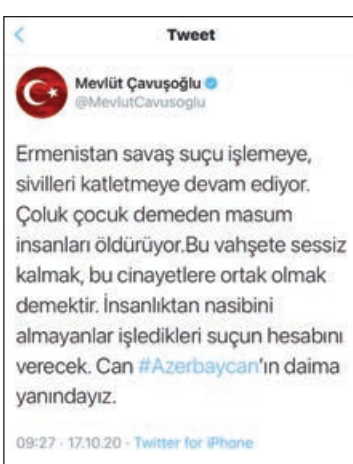 Tweet
Mevlüt Çavuşoğlu
@MevlutCavusoglu
Ermenistan savaş suçu işlemeye,
sivilleri katletmeye devam ediyor.
Çoluk çocuk demeden masum
insanları öldürüyor.Bu vahşete sessiz
kalmak, bu cinayetlere ortak olmak
demektir. İnsanlıktan nasibini
almayanlar işledikleri suçun hesabını
verecek. Can #Azerbaycan'ın daima
yanındayız.
09:27 · 17.10.20 · Twitter for iPhone